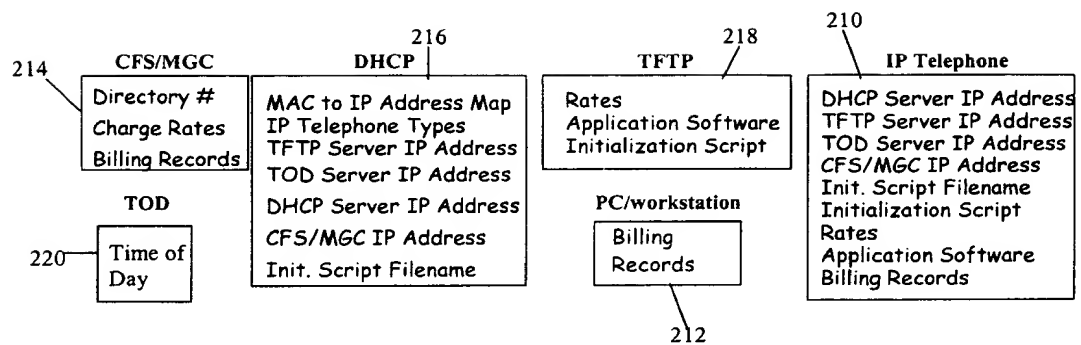 216
218
210
214
CFS/MGC
Directory #
Charge Rates
Billing Records
DHCP
MAC to IP Address Map
IP Telephone Types
TFTP Server IP Address
TOD Server IP Address
DHCP Server IP Address
CFS/MGC IP Address
Init. Script Filename
TFTP
Rates
Application Software
Initialization Script
IP Telephone
DHCP Server IP Address
TFTP Server IP Address
TOD Server IP Address
CFS/MGC IP Address
Init. Script Filename
Initialization Script
Rates
Application Software
Billing Records
TOD
220
Time of
Day
PC/workstation
Billing
Records
212